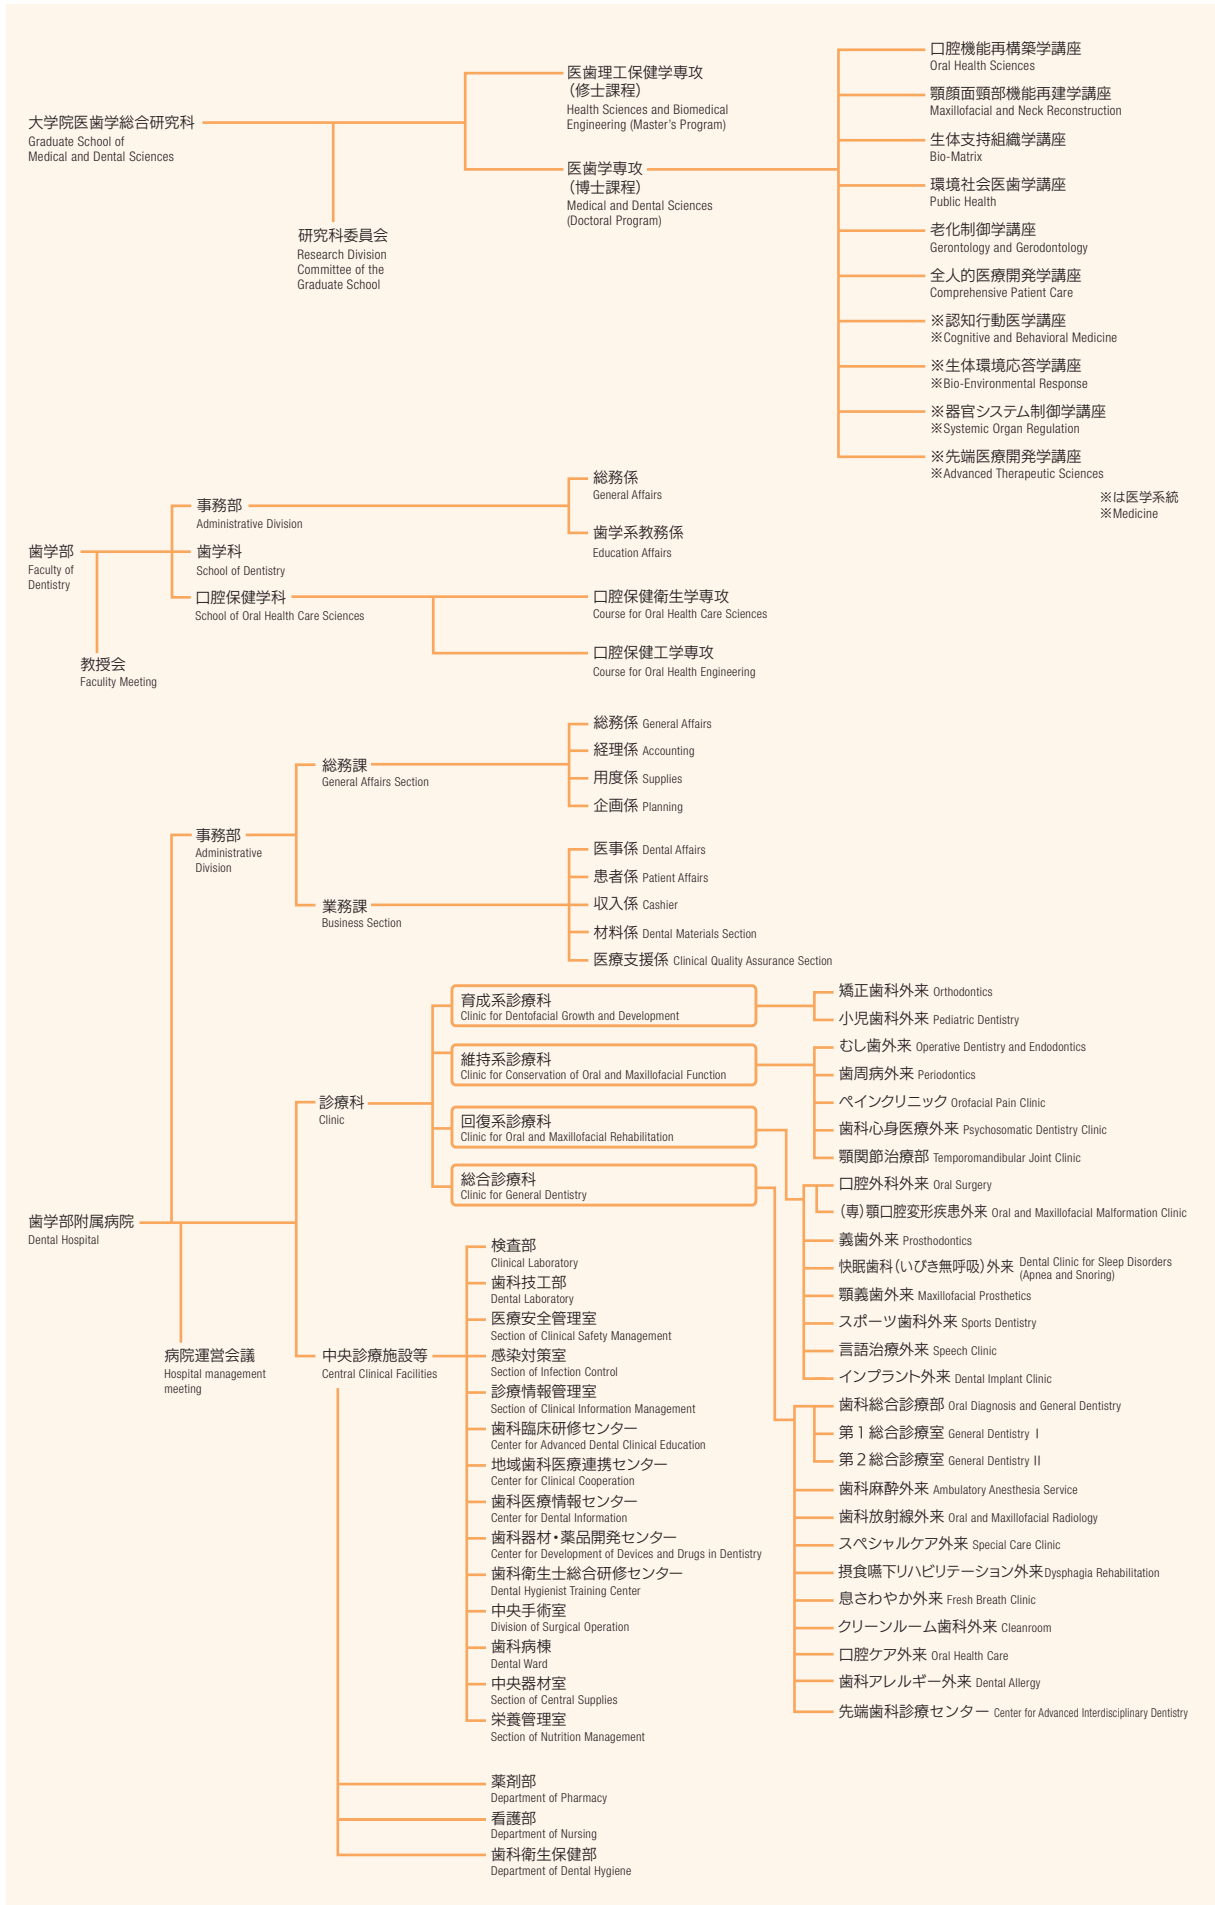 大学院医歯学総合研究科
Graduate School of
Medical and Dental Sciences
研究科委員会
Research Division
Committee of the
Graduate School
医歯理工保健学専攻
（修士課程）
Health Sciences and Biomedical
Engineering (Master's Program)
医歯学専攻
（博士課程）
Medical and Dental Sciences
(Doctoral Program)
口腔機能再構築学講座
Oral Health Sciences
顎顔面頸部機能再建学講座
Maxillofacial and Neck Reconstruction
生体支持組織学講座
Bio-Matrix
環境社会医歯学講座
Public Health
老化制御学講座
Gerontology and Gerodontology
全人的医療開発学講座
Comprehensive Patient Care
※認知行動医学講座
※Cognitive and Behavioral Medicine
※生体環境応答学講座
※Bio-Environmental Response
※器官システム制御学講座
※Systemic Organ Regulation
※先端医療開発学講座
※Advanced Therapeutic Sciences
※は医学系統
※Medicine
歯学部
Faculty of
Dentistry
教授会
Faculity Meeting
事務部
Administrative Division
歯学科
School of Dentistry
口腔保健学科
School of Oral Health Care Sciences
総務係
General Affairs
歯学系教務係
Education Affairs
口腔保健衛生学専攻
Course for Oral Health Care Sciences
口腔保健工学専攻
Course for Oral Health Engineering
歯学部附属病院
Dental Hospital
病院運営会議
Hospital management
meeting
事務部
Administrative
Division
総務課
General Affairs Section
総務係 General Affairs
経理係 Accounting
用度係 Supplies
企画係 Planning
業務課
Business Section
医事係 Dental Affairs
患者係 Patient Affairs
収入係 Cashier
材料係 Dental Materials Section
医療支援係 Clinical Quality Assurance Section
診療科
Clinic
育成系診療科
Clinic for Dentofacial Growth and Development
維持系診療科
Clinic for Conservation of Oral and Maxillofacial Function
回復系診療科
Clinic for Oral and Maxillofacial Rehabilitation
総合診療科
Clinic for General Dentistry
矯正歯科外来 Orthodontics
小児歯科外来 Pediatric Dentistry
むし歯外来 Operative Dentistry and Endodontics
歯周病外来 Periodontics
ペインクリニック Orofacial Pain Clinic
歯科心身医療外来 Psychosomatic Dentistry Clinic
顎関節治療部 Temporomandibular Joint Clinic
口腔外科外来 Oral Surgery
（専）顎口腔変形疾患外来 Oral and Maxillofacial Malformation Clinic
義歯外来 Prosthodontics
快眠歯科（いびき無呼吸）外来 Dental Clinic for Sleep Disorders
(Apnea and Snoring)
顎義歯外来 Maxillofacial Prosthetics
スポーツ歯科外来 Sports Dentistry
言語治療外来 Speech Clinic
インプラント外来 Dental Implant Clinic
歯科総合診療部 Oral Diagnosis and General Dentistry
第１総合診療室 General Dentistry Ⅰ
第２総合診療室 General Dentistry Ⅱ
歯科麻酔外来 Ambulatory Anesthesia Service
歯科放射線外来 Oral and Maxillofacial Radiology
スペシャルケア外来 Special Care Clinic
摂食嚥下リハビリテーション外来 Dysphagia Rehabilitation
息さわやか外来 Fresh Breath Clinic
クリーンルーム歯科外来 Cleanroom
口腔ケア外来 Oral Health Care
歯科アレルギー外来 Dental Allergy
先端歯科診療センター Center for Advanced Interdisciplinary Dentistry
中央診療施設等
Central Clinical Facilities
検査部
Clinical Laboratory
歯科技工部
Dental Laboratory
医療安全管理室
Section of Clinical Safety Management
感染対策室
Section of Infection Control
診療情報管理室
Section of Clinical Information Management
歯科臨床研修センター
Center for Advanced Dental Clinical Education
地域歯科医療連携センター
Center for Clinical Cooperation
歯科医療情報センター
Center for Dental Information
歯科器材・薬品開発センター
Center for Development of Devices and Drugs in Dentistry
歯科衛生士総合研修センター
Dental Hygienist Training Center
中央手術室
Division of Surgical Operation
歯科病棟
Dental Ward
中央器材室
Section of Central Supplies
栄養管理室
Section of Nutrition Management
薬剤部
Department of Pharmacy
看護部
Department of Nursing
歯科衛生保健部
Department of Dental Hygiene